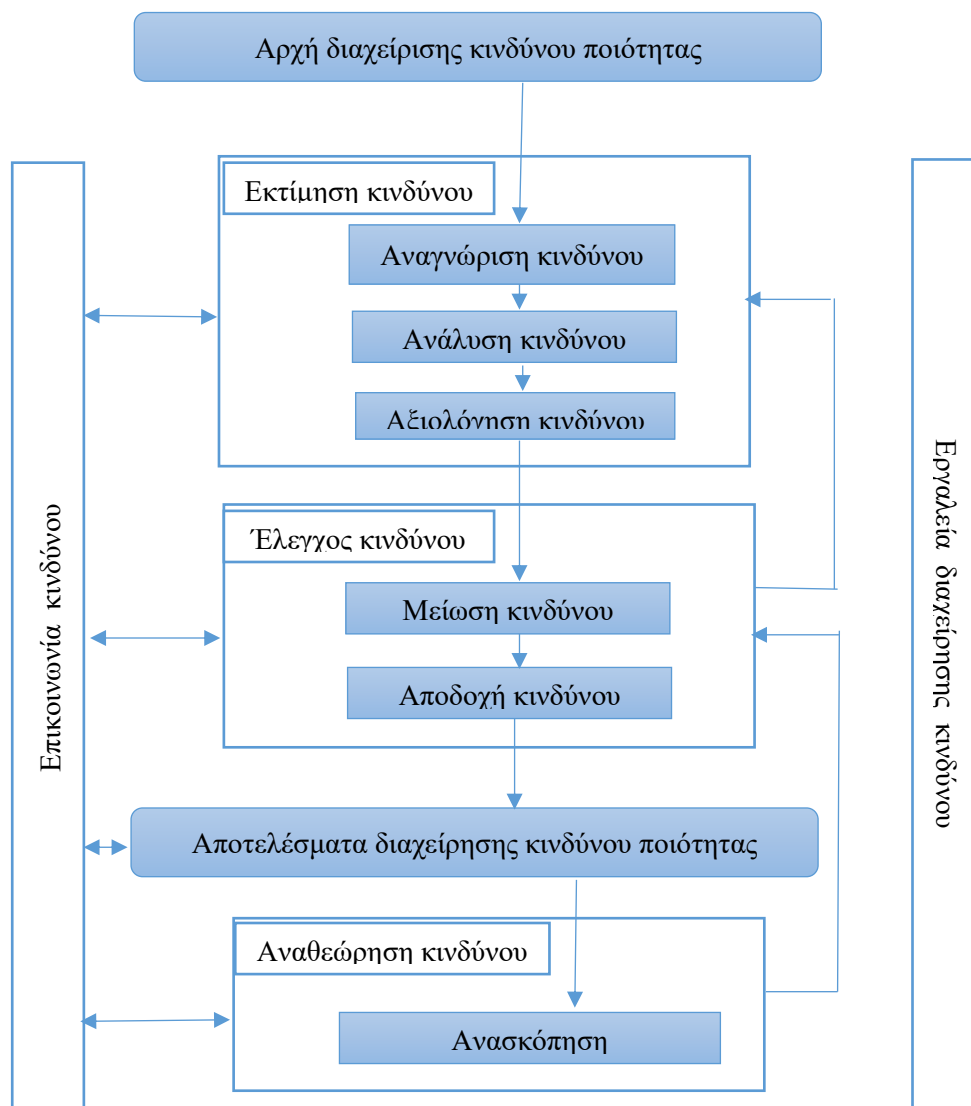 Αρχή διαχείρισης κινδύνου ποιότητας
Εκτίμηση κινδύνου
Αναγνώριση κινδύνου
Ανάλυση κινδύνου
Αξιολόγηση κινδύνου
Έλεγχος κινδύνου
Μείωση κινδύνου
Αποδοχή κινδύνου
Αποτελέσματα διαχείρησης κινδύνου ποιότητας
Αναθεώρηση κινδύνου
Ανασκόπηση
Επικοινωνία κινδύνου
Εργαλεία διαχείρησης κινδύνου